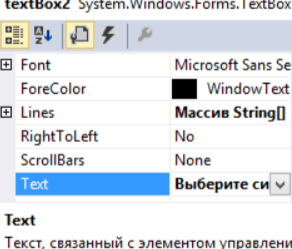 textBox2 System.Windows.Forms.TextBox
Font Microsoft Sans Se
ForeColor WindowText
Lines Массив String[]
RightToLeft No
ScrollBars None
Text Выберите си
Text
Текст, связанный с элементом управлени